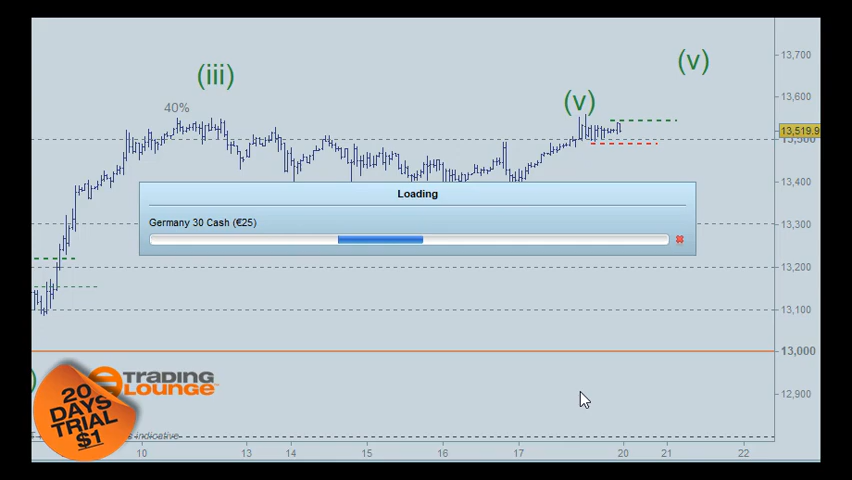 (v)
13,700
(iii)
(v)
13,600
40%
13,519.9
13,500
13,400
Loading
Germany 30 Cash (€25)
13,300
13,200
13,100
13,000
TRADING
LOUNGE
20
DAYS
TRIAL
$1
12,900
s indicative
10
13
14
15
16
17
20
21
22